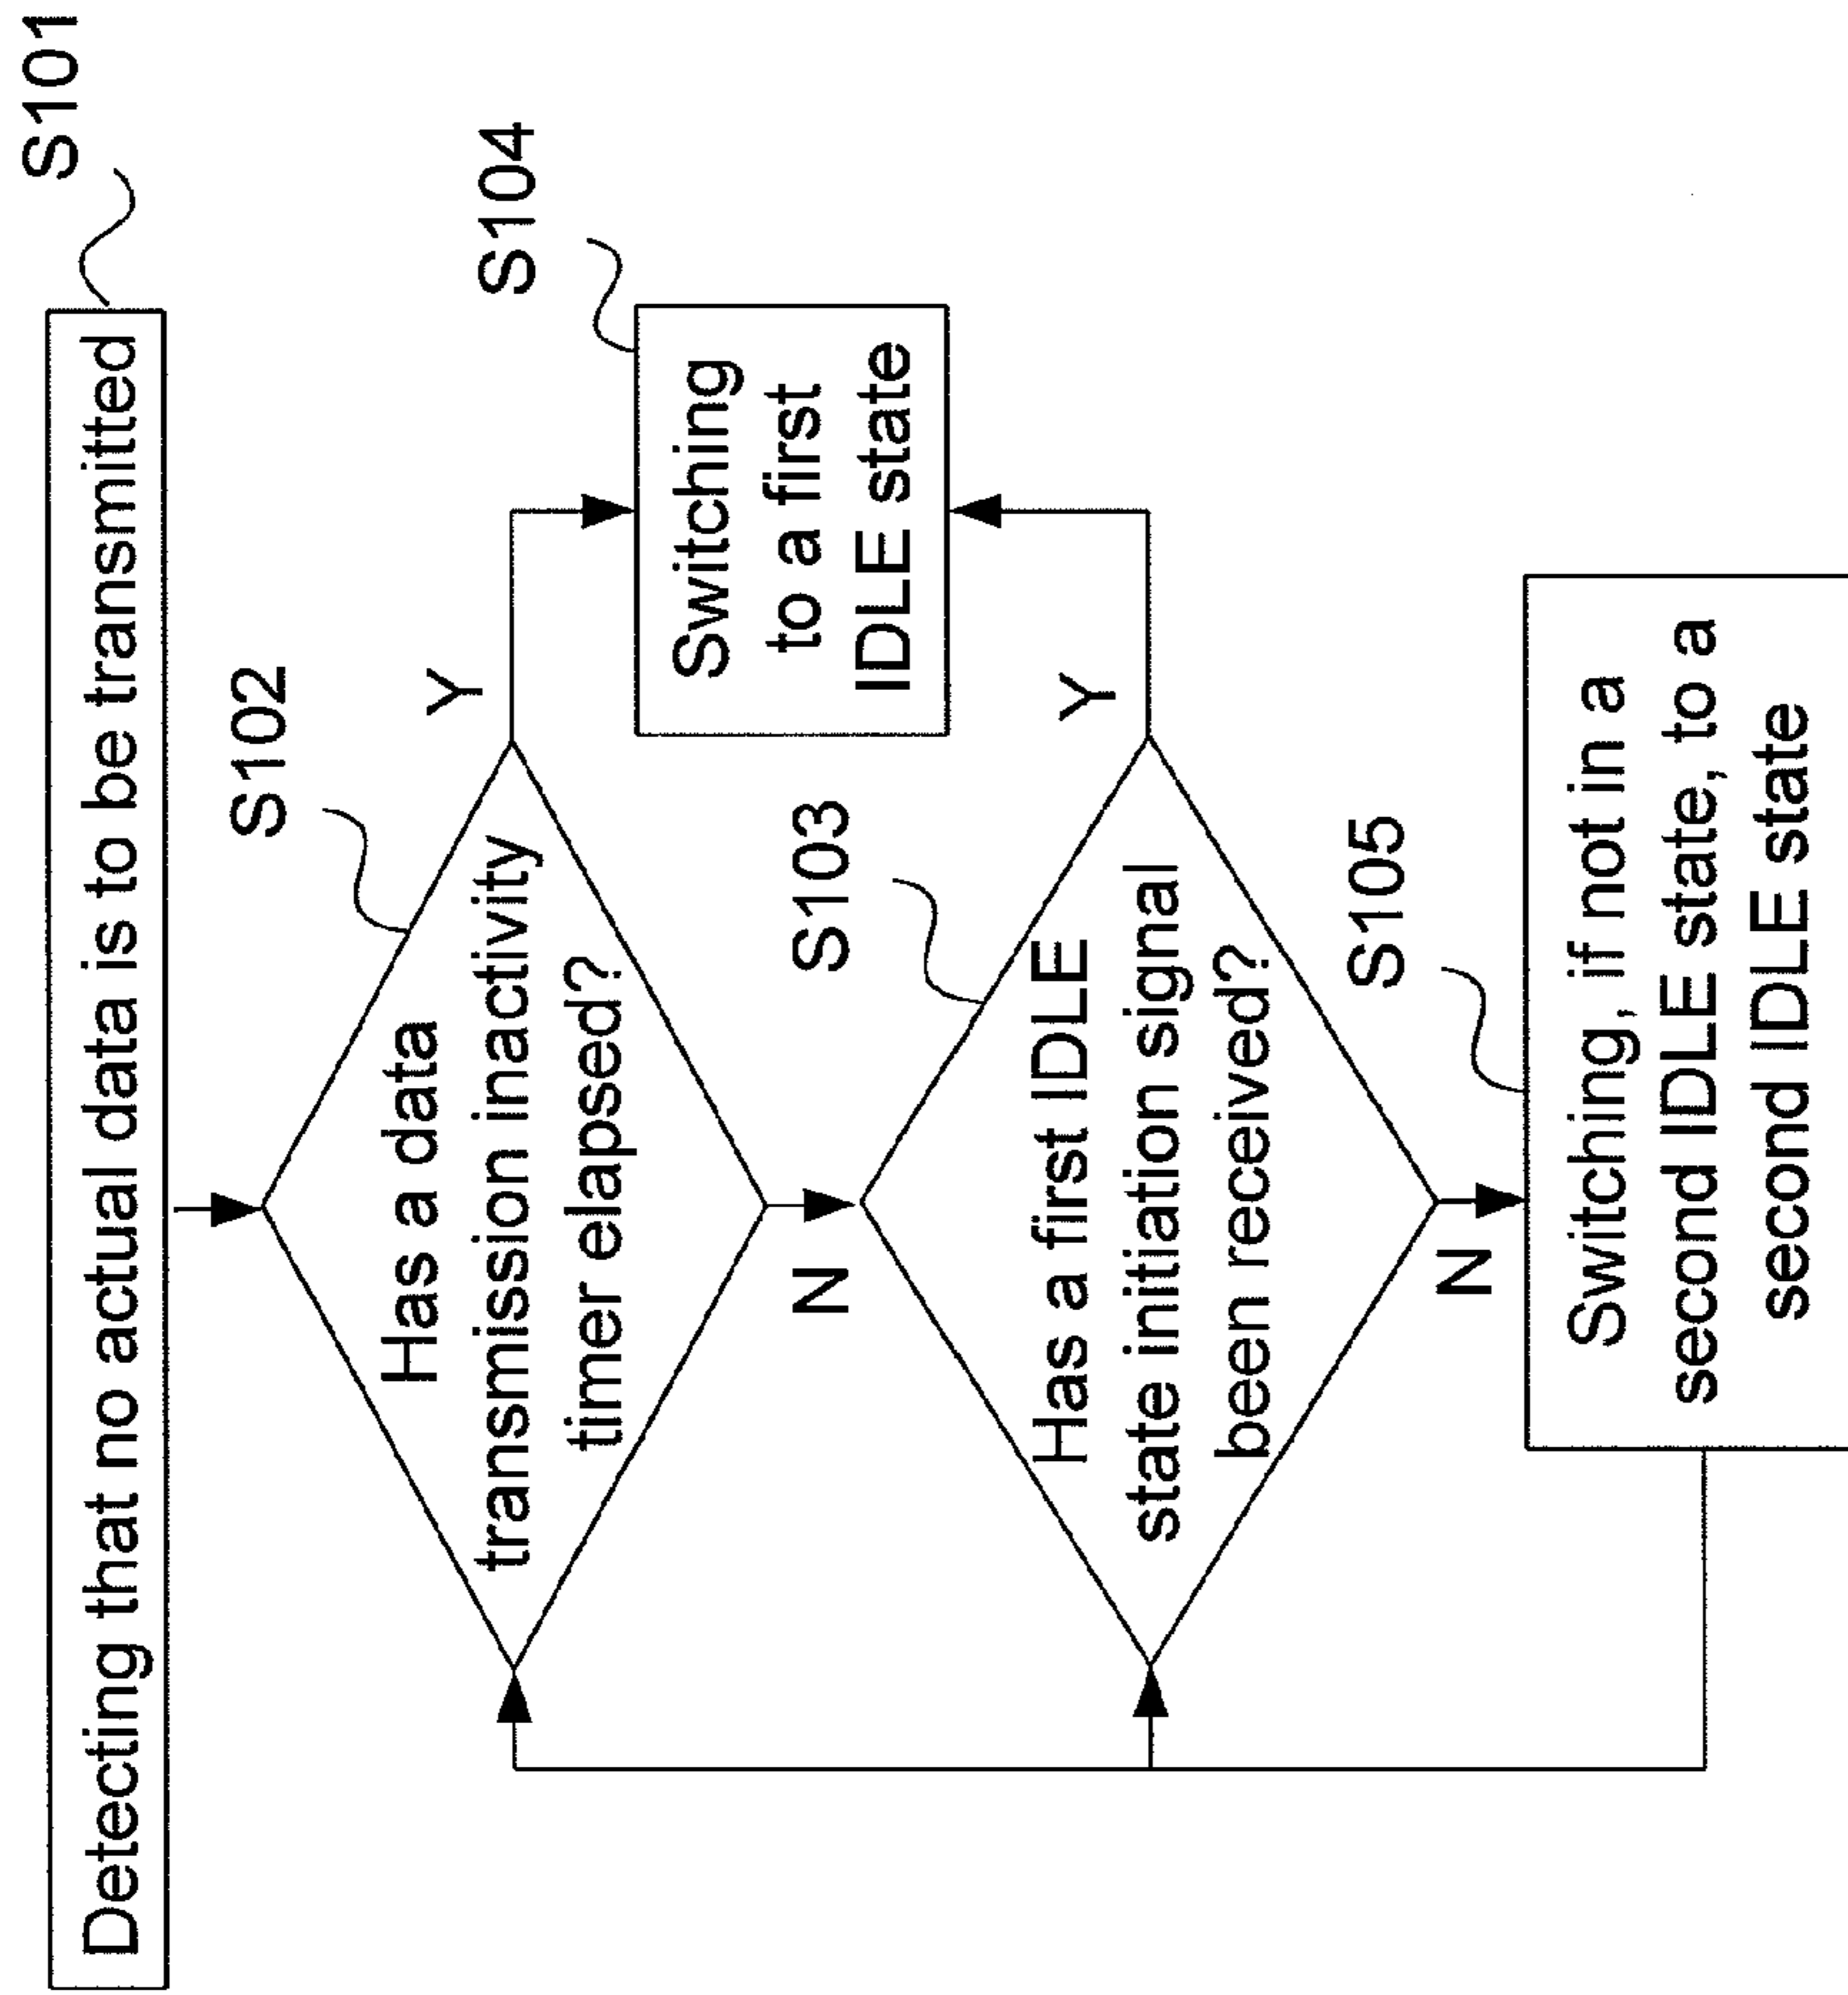 S101
Detecting that no actual data is to be transmitted
S102
Has a data
transmission inactivity
timer elapsed?
Y
N
S104
Switching
to a first
IDLE state
S103
Has a first IDLE
state initiation signal
been received?
Y
N
S105
Switching, if not in a
second IDLE state, to a
second IDLE state